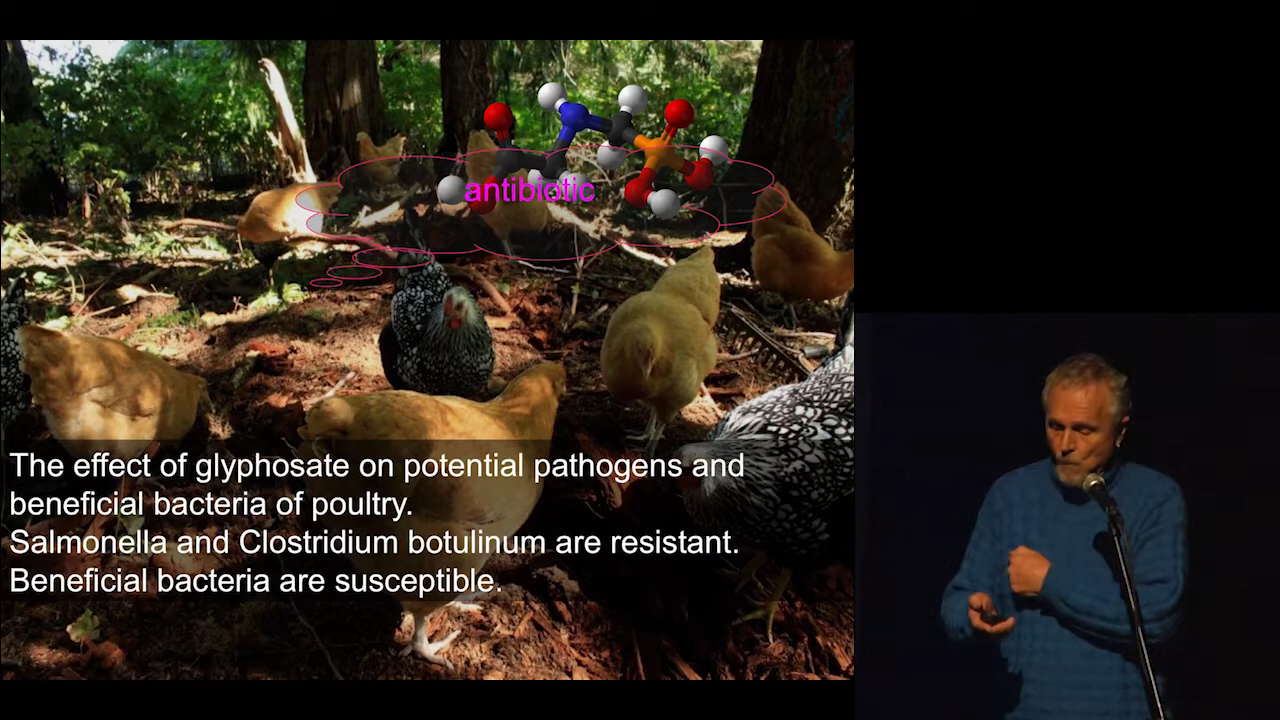 antibiotic
The effect of glyphosate on potential pathogens and
beneficial bacteria of poultry.
Salmonella and Clostridium botulinum are resistant.
Beneficial bacteria are susceptible.